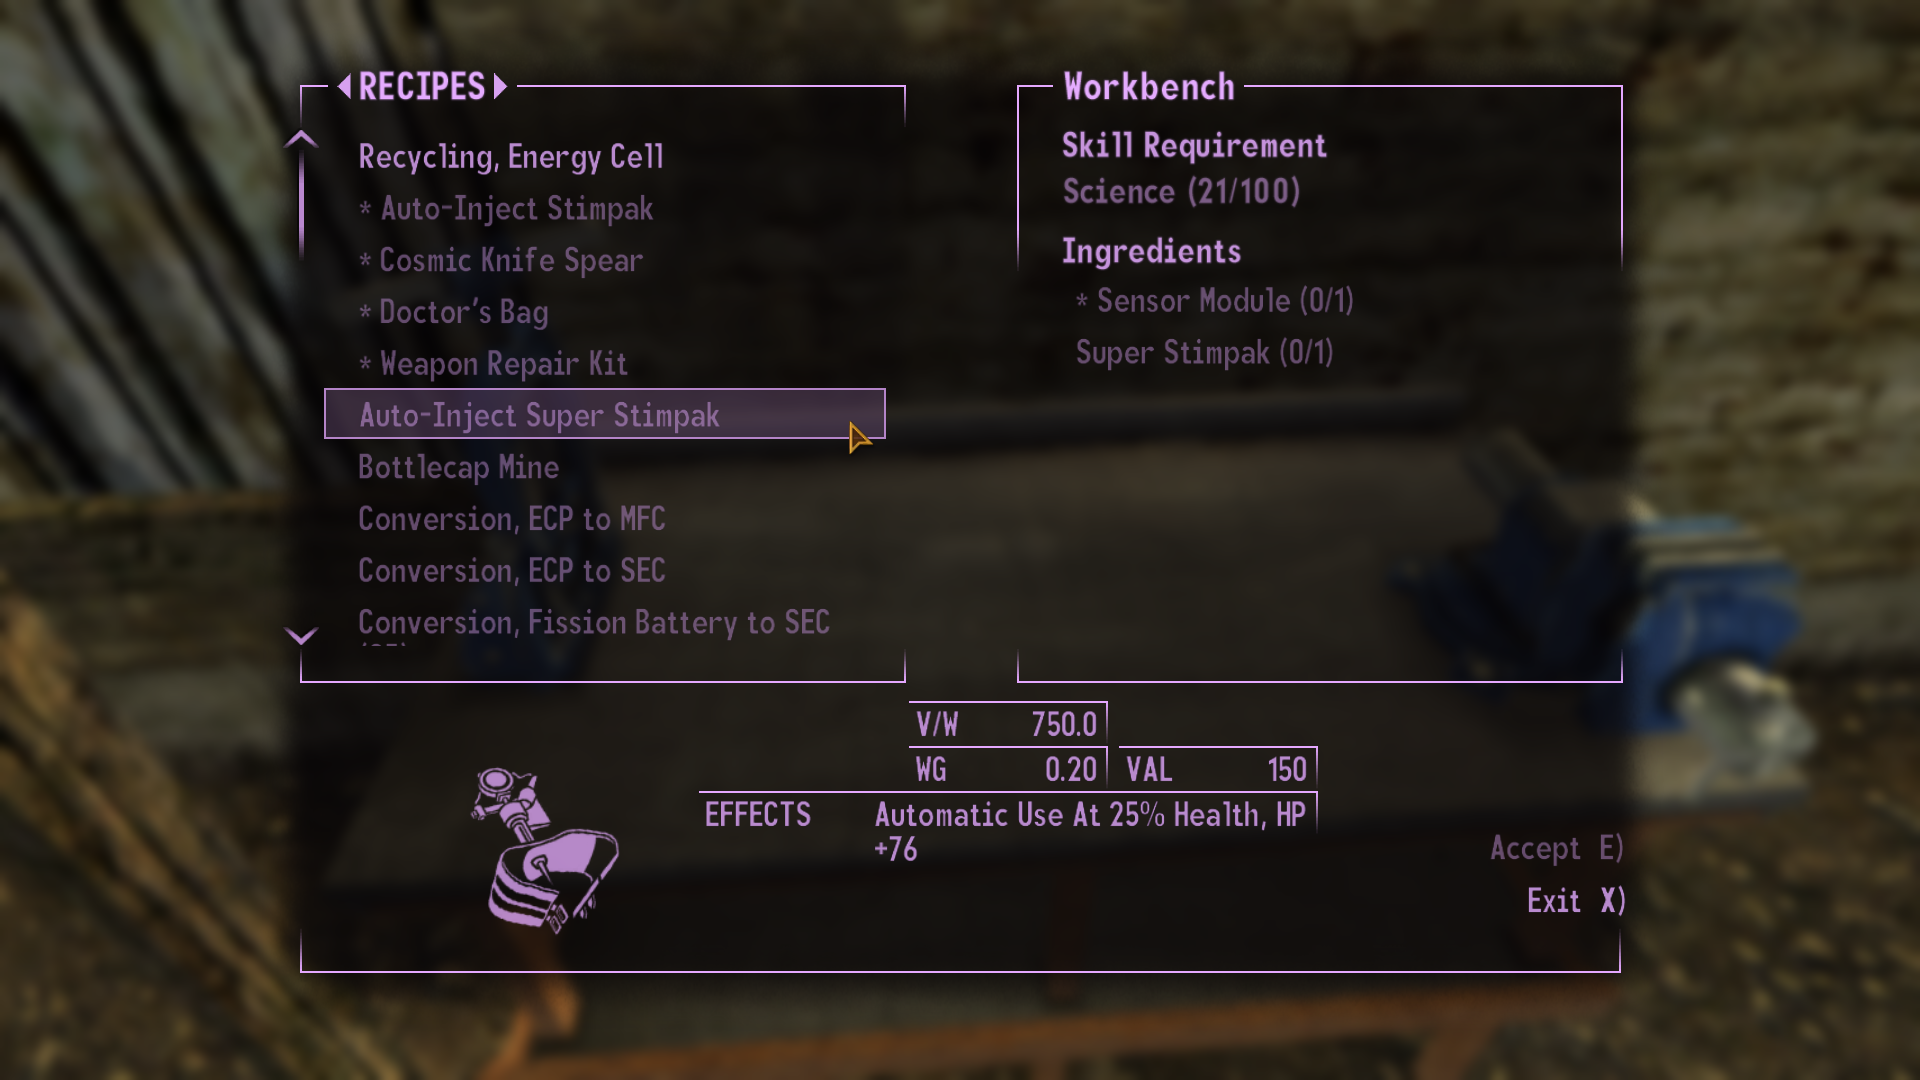 RECIPES
Recycling, Energy Cell
* Auto-Inject Stimpak
* Cosmic Knife Spear
* Doctor's Bag
* Weapon Repair Kit
Auto-Inject Super Stimpak
Bottlecap Mine
Conversion, ECP to MFC
Conversion, ECP to SEC
Conversion, Fission Battery to SEC
Workbench
Skill Requirement
Science (21/100)
Ingredients
* Sensor Module (0/1)
Super Stimpak (0/1)
V/W 750.0
WG 0.20 VAL 150
EFFECTS Automatic Use At 25% Health, HP
+76
Accept E)
Exit X)